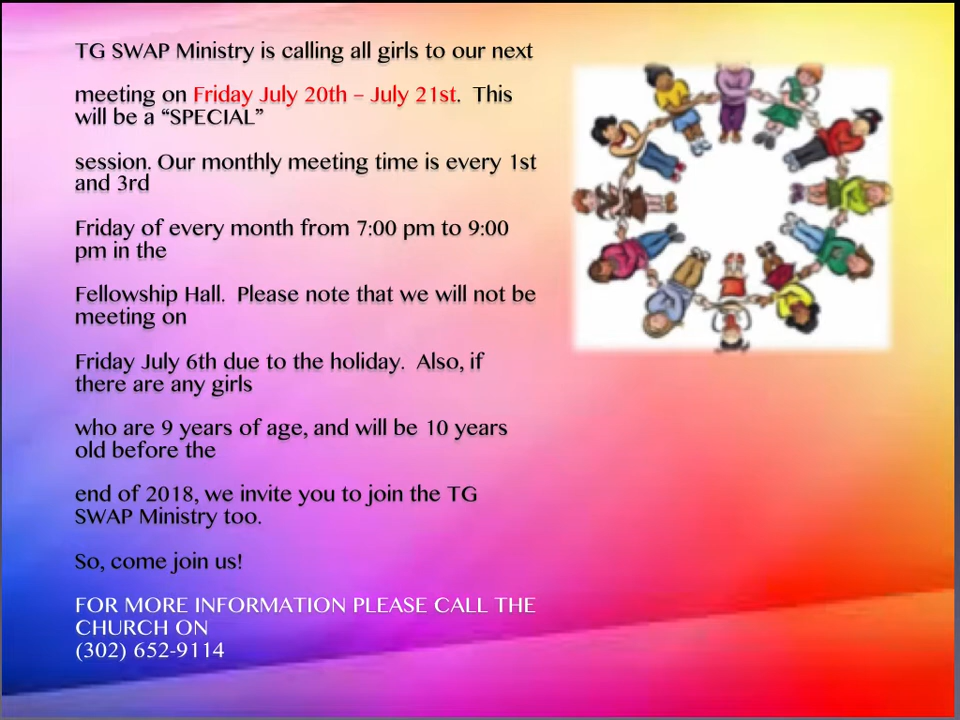 TG SWAP Ministry is calling all girls to our next
meeting on Friday July 20th – July 21st.  This
will be a “SPECIAL”
session. Our monthly meeting time is every 1st
and 3rd
Friday of every month from 7:00 pm to 9:00
pm in the
Fellowship Hall.  Please note that we will not be
meeting on
Friday July 6th due to the holiday.  Also, if
there are any girls
who are 9 years of age, and will be 10 years
old before the
end of 2018, we invite you to join the TG
SWAP Ministry too.
So, come join us!
FOR MORE INFORMATION PLEASE CALL THE
CHURCH ON
(302) 652-9114